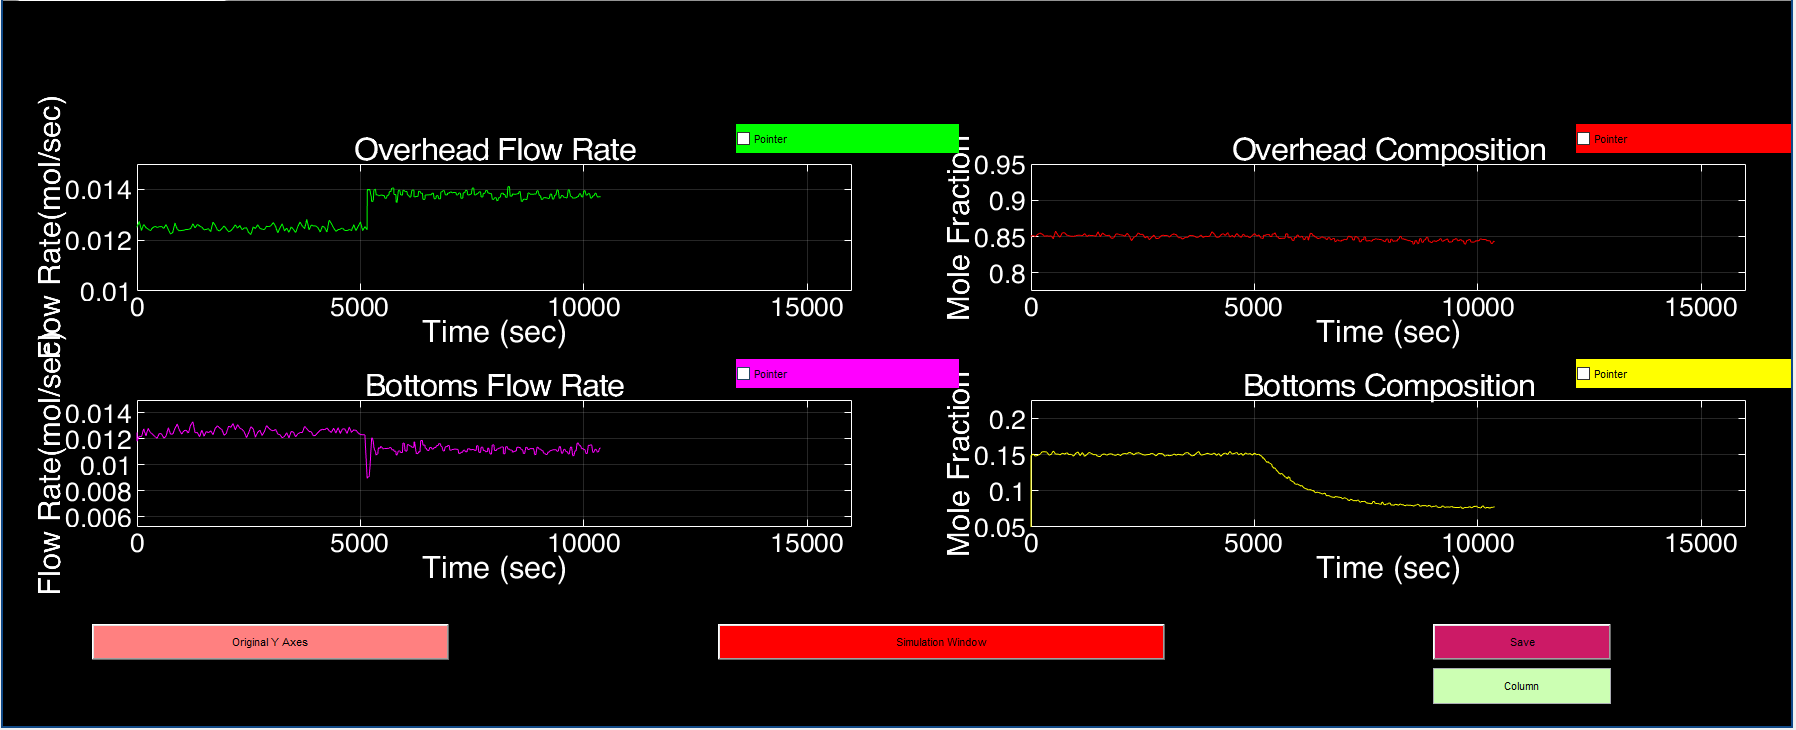 Overhead Flow Rate
Pointer
Flow Rate(mol/sec)
0.014
0.012
0.01
0
5000
10000
15000
Time (sec)
Overhead Composition
Pointer
Mole Fraction
0.95
0.9
0.85
0.8
0
5000
10000
15000
Time (sec)
Bottoms Flow Rate
Pointer
Flow Rate(mol/sec)
0.014
0.012
0.01
0.008
0.006
0
5000
10000
15000
Time (sec)
Bottoms Composition
Pointer
Mole Fraction
0.2
0.15
0.1
0.05
0
5000
10000
15000
Time (sec)
Original Y Axes
Simulation Window
Save
Column